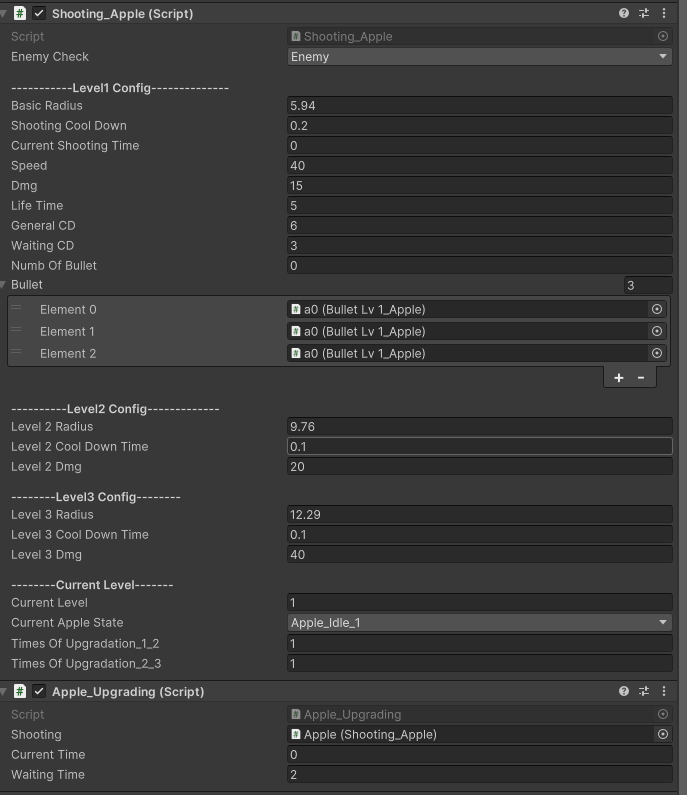 Shooting_Apple (Script)
Script Shooting_Apple
Enemy Check Enemy
-----------Level1 Config--------------
Basic Radius 5.94
Shooting Cool Down 0.2
Current Shooting Time 0
Speed 40
Dmg 15
Life Time 5
General CD 6
Waiting CD 3
Numb Of Bullet 0
Bullet 3
Element 0 a0 (Bullet Lv 1_Apple)
Element 1 a0 (Bullet Lv 1_Apple)
Element 2 a0 (Bullet Lv 1_Apple)
+ -
----------Level2 Config-------------
Level 2 Radius 9.76
Level 2 Cool Down Time 0.1
Level 2 Dmg 20
--------Level3 Config--------
Level 3 Radius 12.29
Level 3 Cool Down Time 0.1
Level 3 Dmg 40
--------Current Level-------
Current Level 1
Current Apple State Apple_Idle_1
Times Of Upgradation_1_2 1
Times Of Upgradation_2_3 1
Apple_Upgrading (Script)
Script Apple_Upgrading
Shooting Apple (Shooting_Apple)
Current Time 0
Waiting Time 2